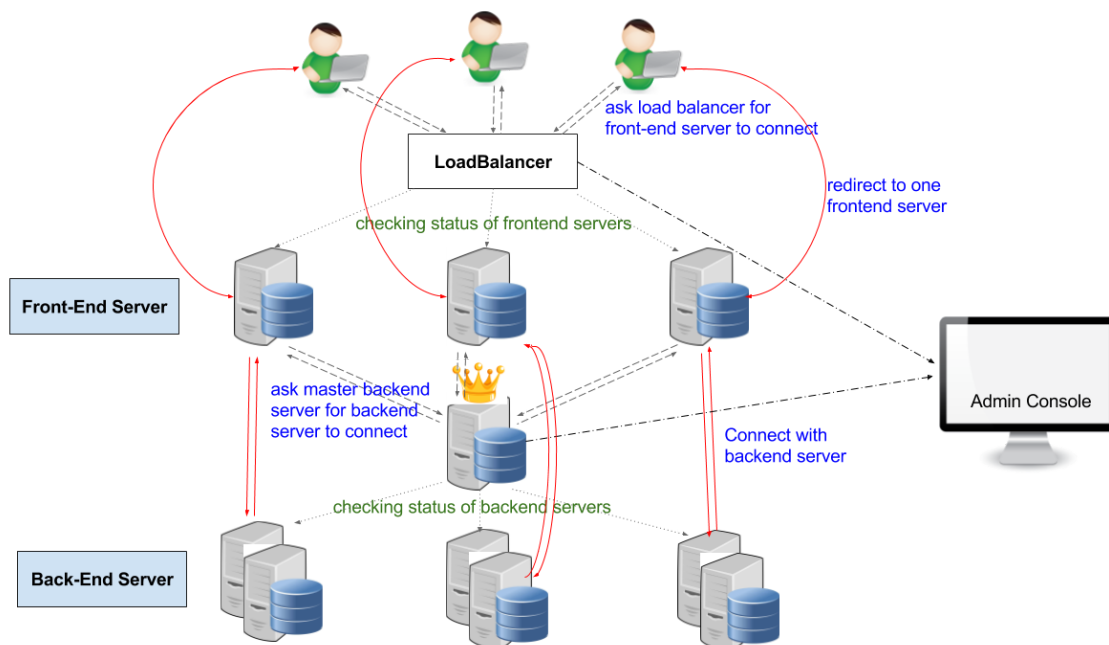 ask load balancer for
front-end server to connect
LoadBalancer
redirect to one
frontend server
checking status of frontend servers
Front-End Server
ask master backend
server for backend
server to connect
Admin Console
Connect with
backend server
checking status of backend servers
Back-End Server